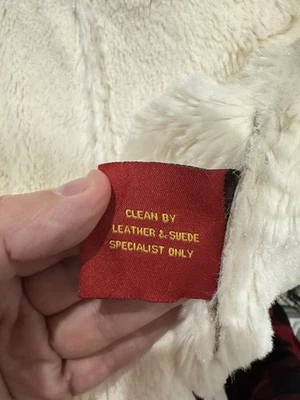 CLEAN BY
LEATHER & SUEDE
SPECIALIST ONLY